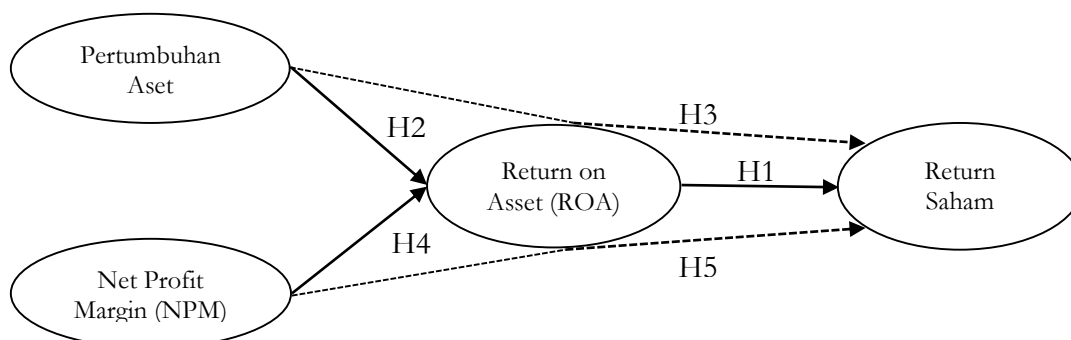 Pertumbuhan
Aset
H2
H3
Return on
Asset (ROA)
H1
Return
Saham
H4
H5
Net Profit
Margin (NPM)